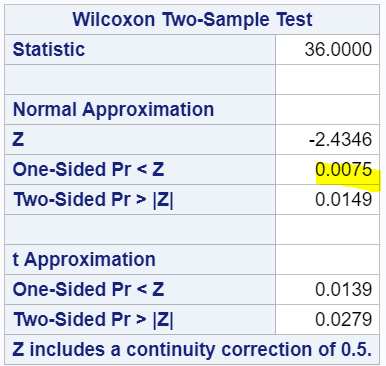 Wilcoxon Two-Sample Test
Statistic 36.0000
Normal Approximation
Z -2.4346
One-Sided Pr < Z 0.0075
Two-Sided Pr > |Z| 0.0149
t Approximation
One-Sided Pr < Z 0.0139
Two-Sided Pr > |Z| 0.0279
Z includes a continuity correction of 0.5.